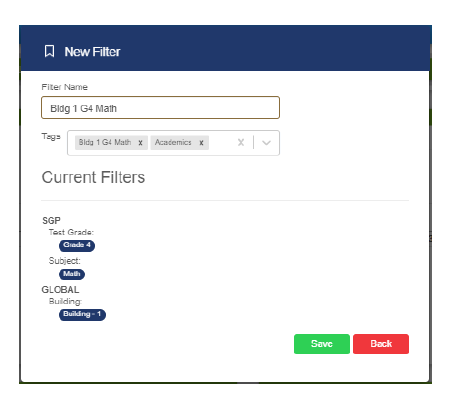 New Filter
Filter Name
Bldg 1 G4 Math
Tags
Bldg 1 G4 Math x Academics x x
Current Filters
SGP
Test Grade:
Grade 4
Subject:
Math
GLOBAL
Building:
Building - 1
Save Back